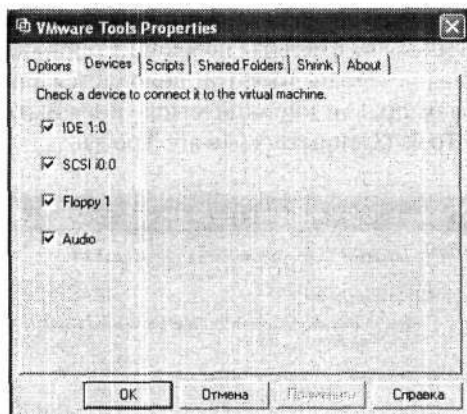 VMware Tools Properties
Options Devices Scripts Shared Folders Shrink About
Check a device to connect it to the virtual machine.
IDE 1:0
SCSI i0:0
Floppy 1
Audio
OK Отмена Применить Справка